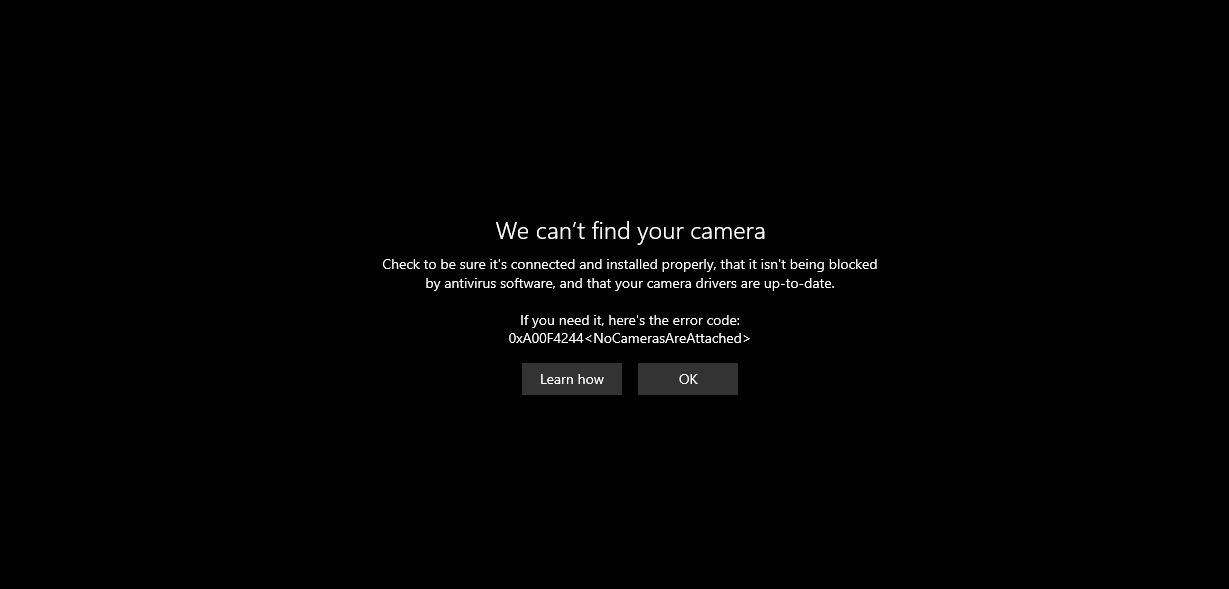 We can’t find your camera
Check to be sure it's connected and installed properly, that it isn't being blocked
by antivirus software, and that your camera drivers are up-to-date.
If you need it, here's the error code:
0xA00F4244<NoCamerasAreAttached>
Learn how
OK